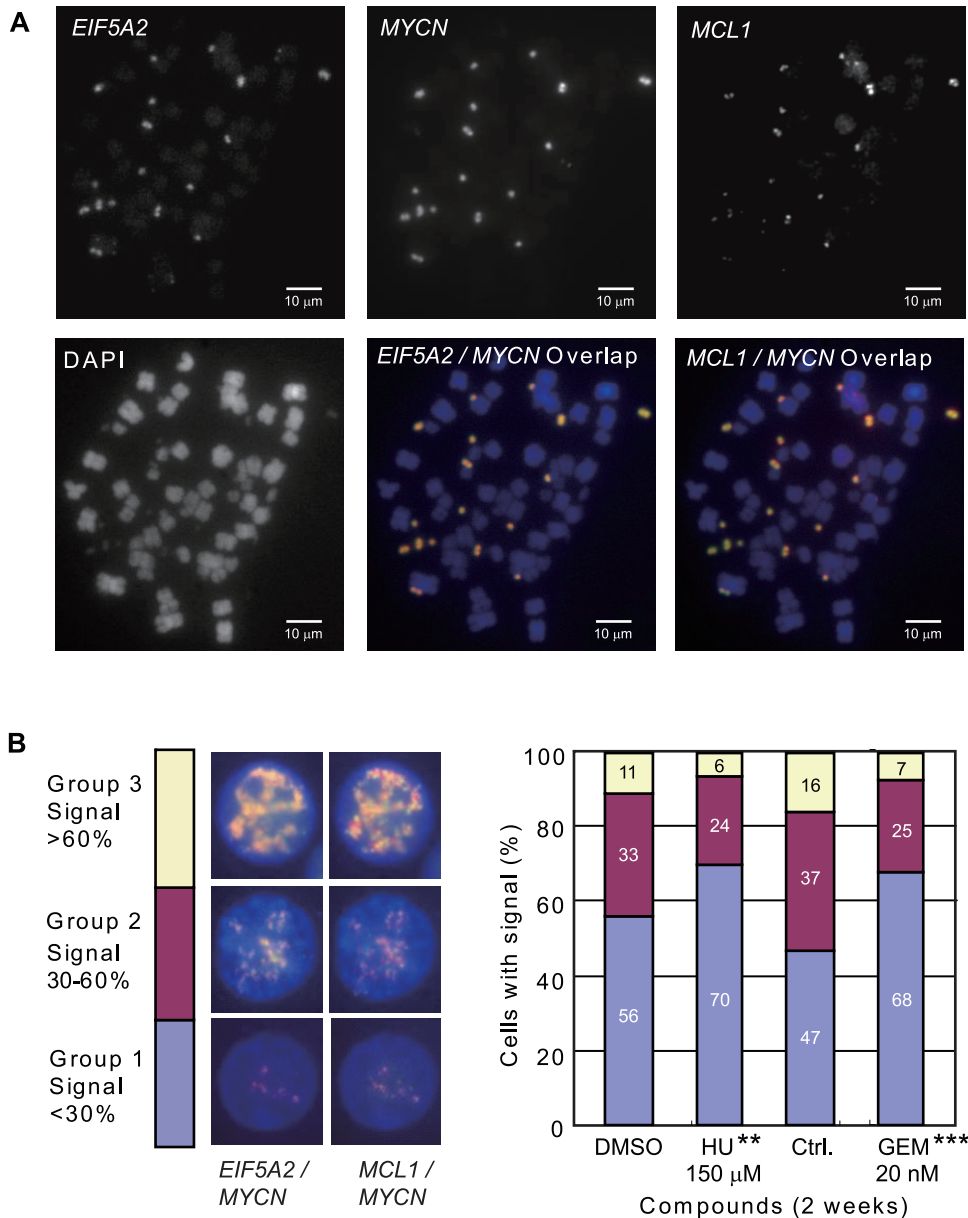 A
EIF5A2
MYCN
MCL1
10 μm
10 μm
10 μm
DAPI
EIF5A2 / MYCN Overlap
MCL1 / MYCN Overlap
10 μm
10 μm
10 μm
B
Group 3
Signal
>60%
Group 2
Signal
30-60%
Group 1
Signal
<30%
EIF5A2 /
MYCN
MCL1 /
MYCN
Cells with signal (%)
100
80
60
40
20
0
11
33
56
6
24
70
16
37
47
7
25
68
DMSO
HU**
150 μM
Ctrl.
GEM***
20 nM
Compounds (2 weeks)